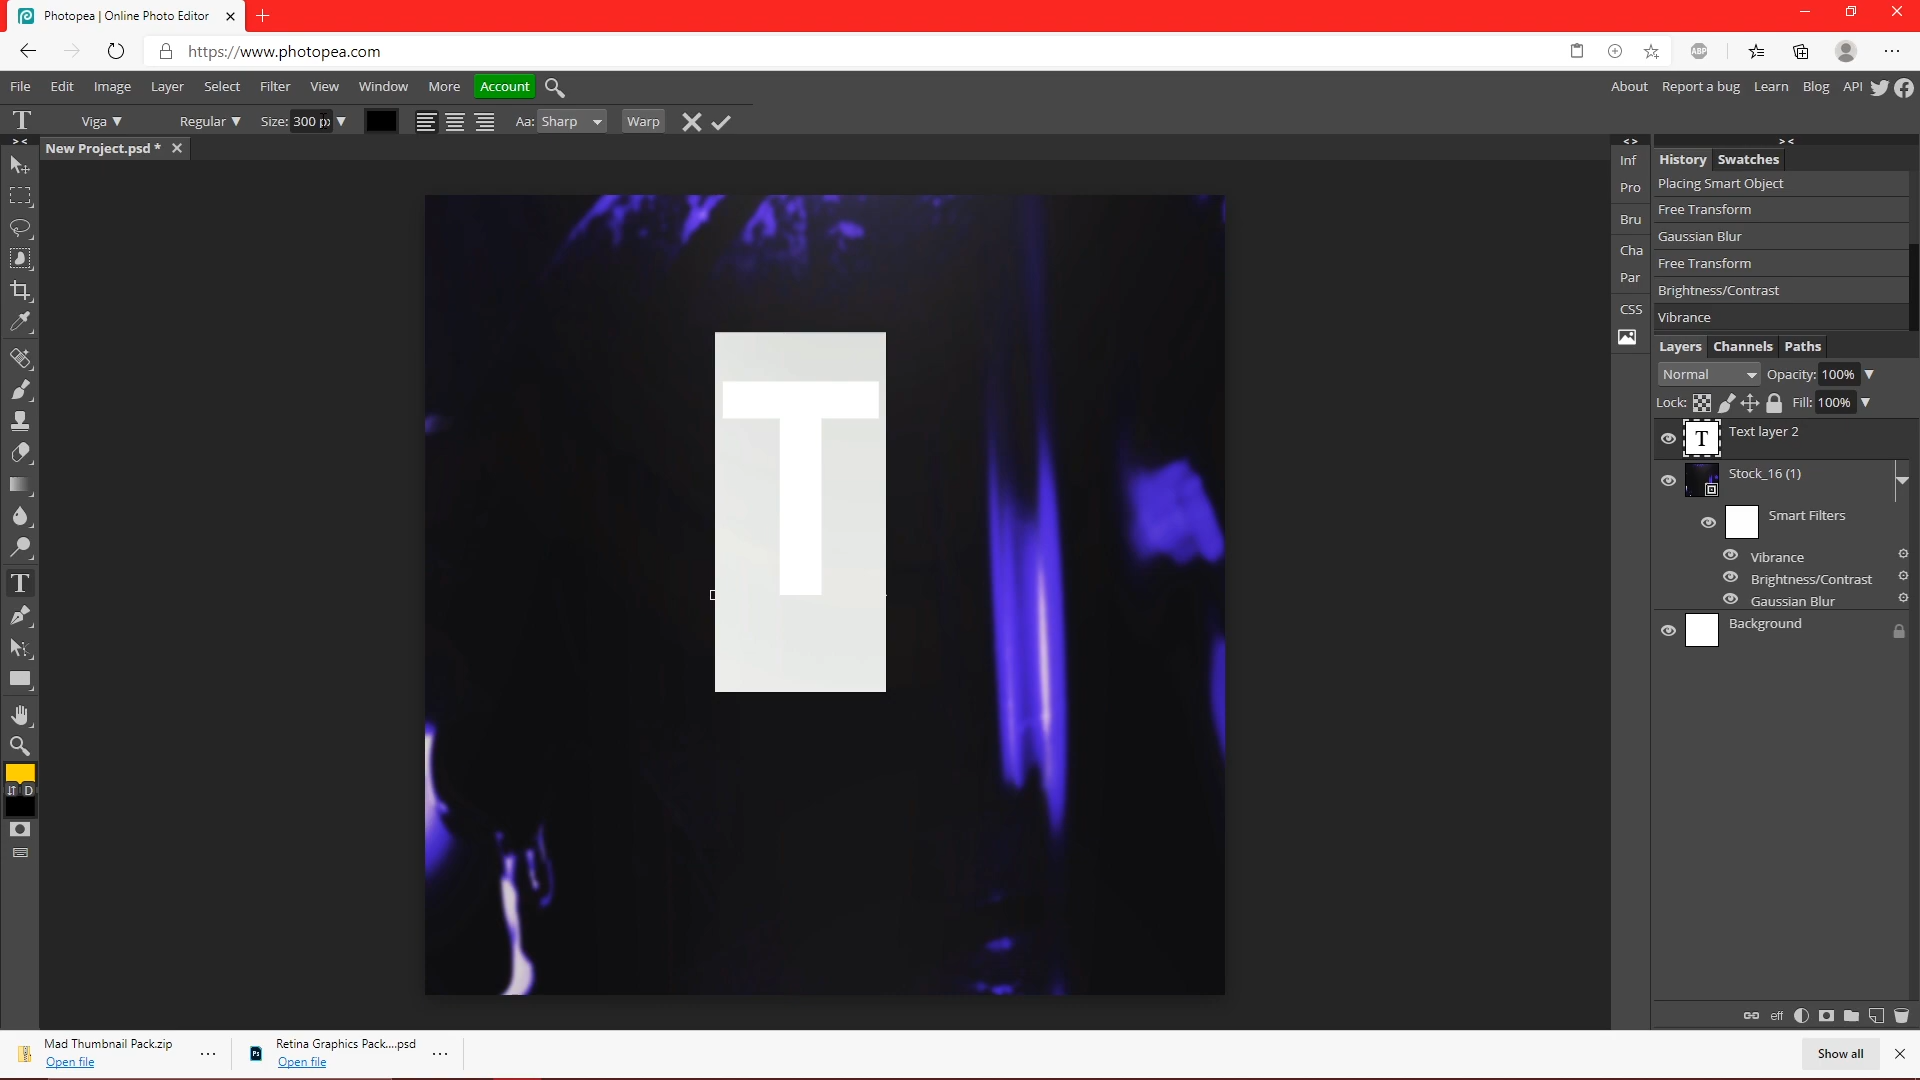 Photopea | Online Photo Editor
https://www.photopea.com
ABP
File Edit Image Layer Select Filter View Window More Account
About Report a bug Learn Blog API
T Viga ▼ Regular ▼ Size: 300 px ▼ Aa: Sharp Warp
New Project.psd *
T
T
D
Inf
Pro
Bru
Cha
Par
CSS
History Swatches
Placing Smart Object
Free Transform
Gaussian Blur
Free Transform
Brightness/Contrast
Vibrance
Layers Channels Paths
Normal Opacity: 100% ▼
Lock: Fill: 100% ▼
T Text layer 2
Stock_16 (1)
Smart Filters
Vibrance
Brightness/Contrast
Gaussian Blur
Background
eff
Mad Thumbnail Pack.zip
Open file
Ps
Retina Graphics Pack....psd
Open file
Show all